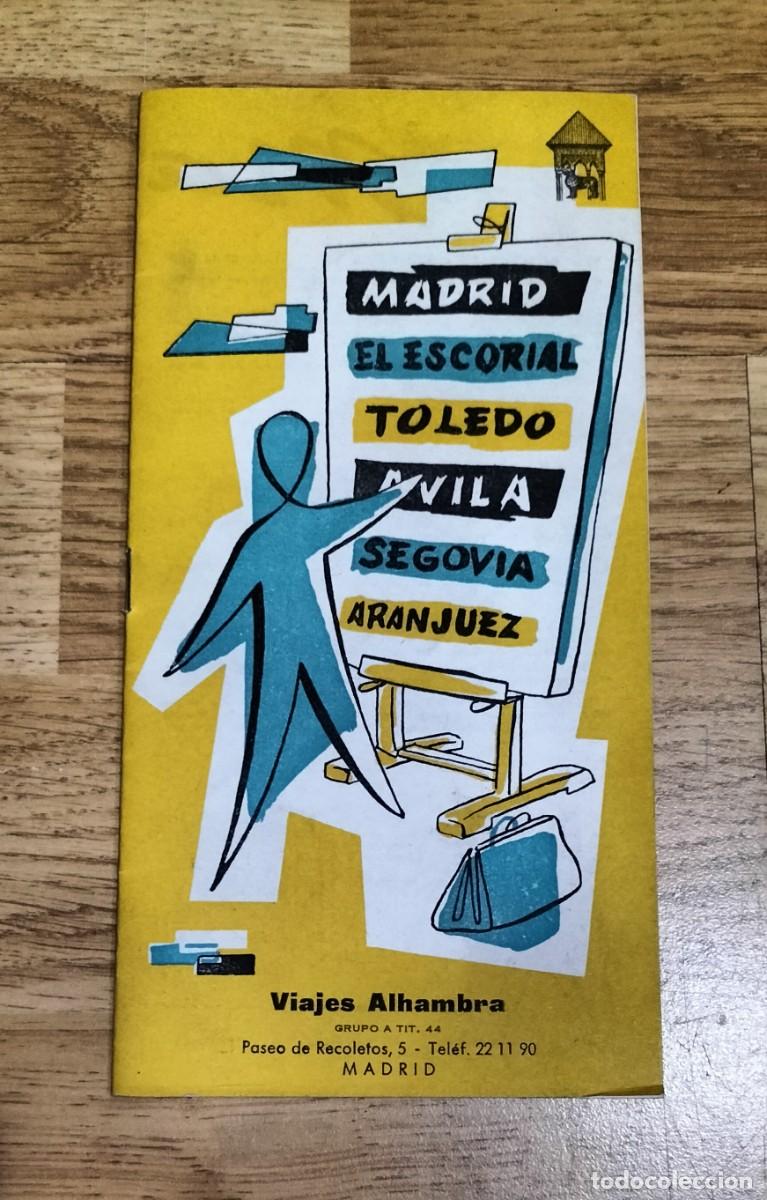 MADRID
EL ESCORIAL
TOLEDO
AVILA
SEGOVIA
ARANJUEZ
Viajes Alhambra
GRUPO A TIT. 44
Paseo de Recoletos, 5 - Teléf. 22 11 90
MADRID
todocoleccion